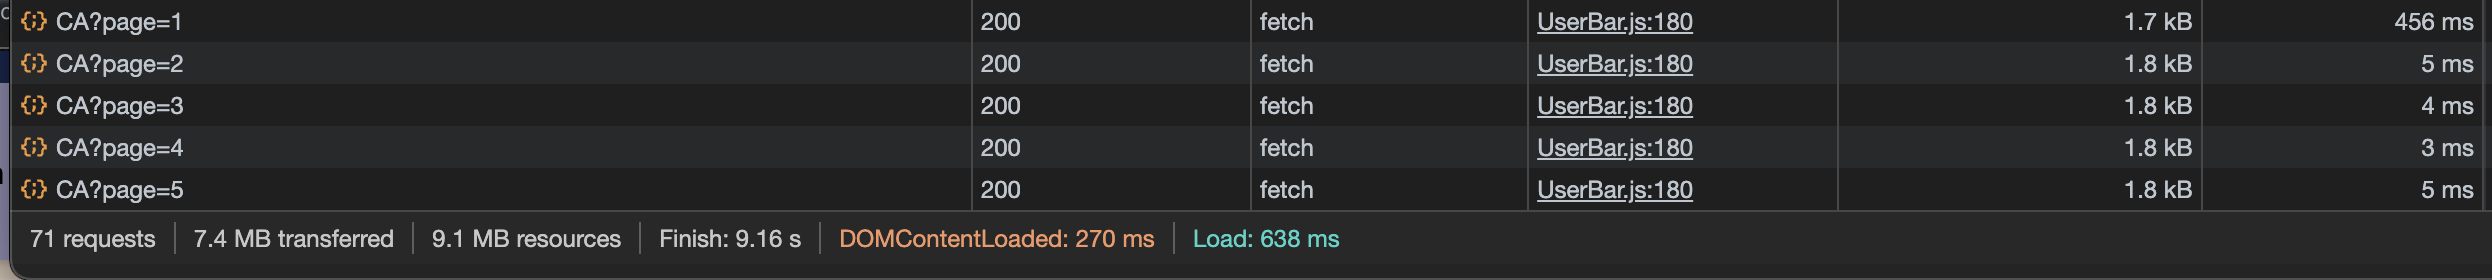 CA?page=1 200 fetch UserBar.js:180 1.7 kB 456 ms
CA?page=2 200 fetch UserBar.js:180 1.8 kB 5 ms
CA?page=3 200 fetch UserBar.js:180 1.8 kB 4 ms
CA?page=4 200 fetch UserBar.js:180 1.8 kB 3 ms
CA?page=5 200 fetch UserBar.js:180 1.8 kB 5 ms
71 requests 7.4 MB transferred 9.1 MB resources Finish: 9.16 s DOMContentLoaded: 270 ms Load: 638 ms